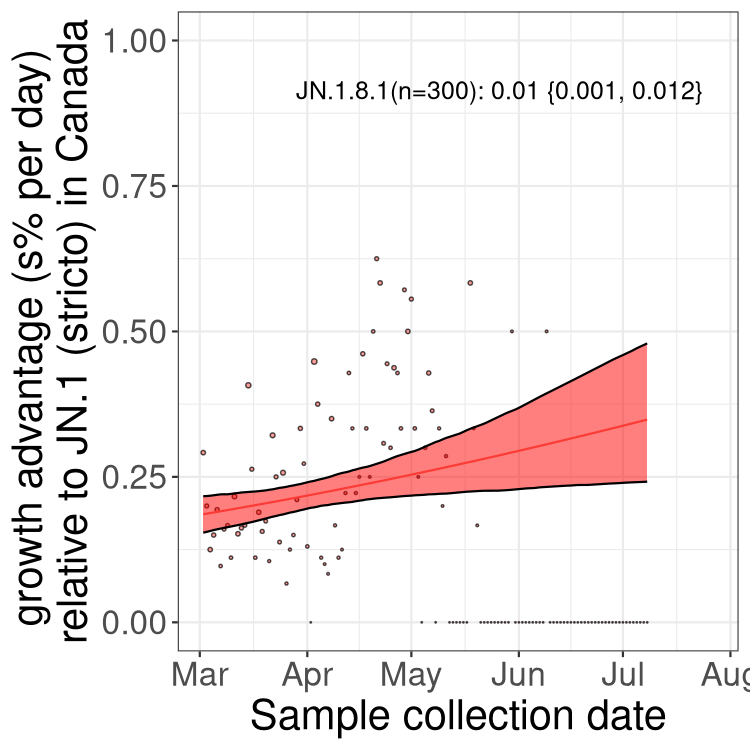 growth advantage (s% per day)
relative to JN.1 (stricto) in Canada
1.00
0.75
0.50
0.25
0.00
JN.1.8.1(n=300): 0.01 {0.001, 0.012}
Mar Apr May Jun Jul Aug
Sample collection date